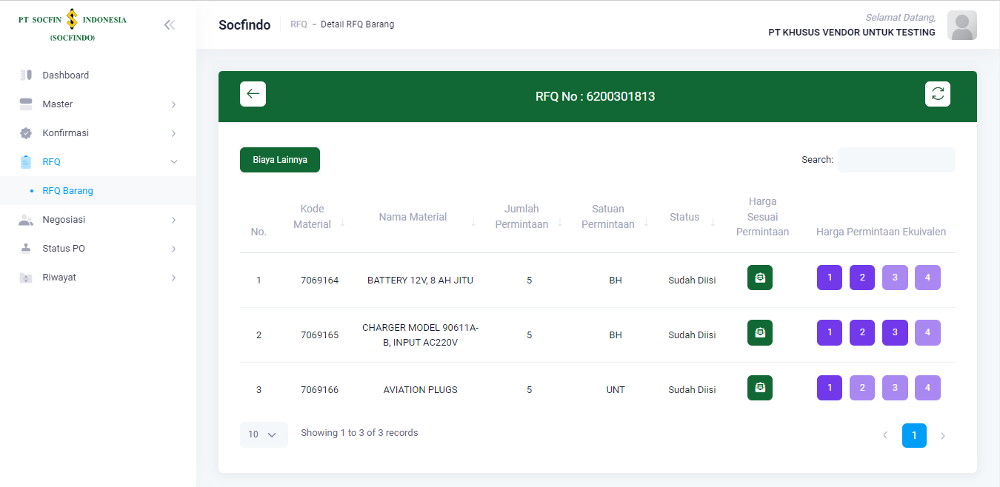 PT SOCFIN INDONESIA
(SOCFINDO)
Dashboard
Master
Konfirmasi
RFQ
RFQ Barang
Negosiasi
Status PO
Riwayat
Socfindo
RFQ – Detail RFQ Barang
Selamat Datang,
PT KHUSUS VENDOR UNTUK TESTING
RFQ No : 6200301813
Biaya Lainnya
Search:
No.
Kode
Material
Nama Material
Jumlah
Permintaan
Satuan
Permintaan
Status
Harga
Sesuai
Permintaan
Harga Permintaan Ekuivalen
1 7069164 BATTERY 12V, 8 AH JITU 5 BH Sudah Diisi 1 2 3 4
2 7069165 CHARGER MODEL 90611A-
B, INPUT AC220V 5 BH Sudah Diisi 1 2 3 4
3 7069166 AVIATION PLUGS 5 UNT Sudah Diisi 1 2 3 4
10 Showing 1 to 3 of 3 records
1